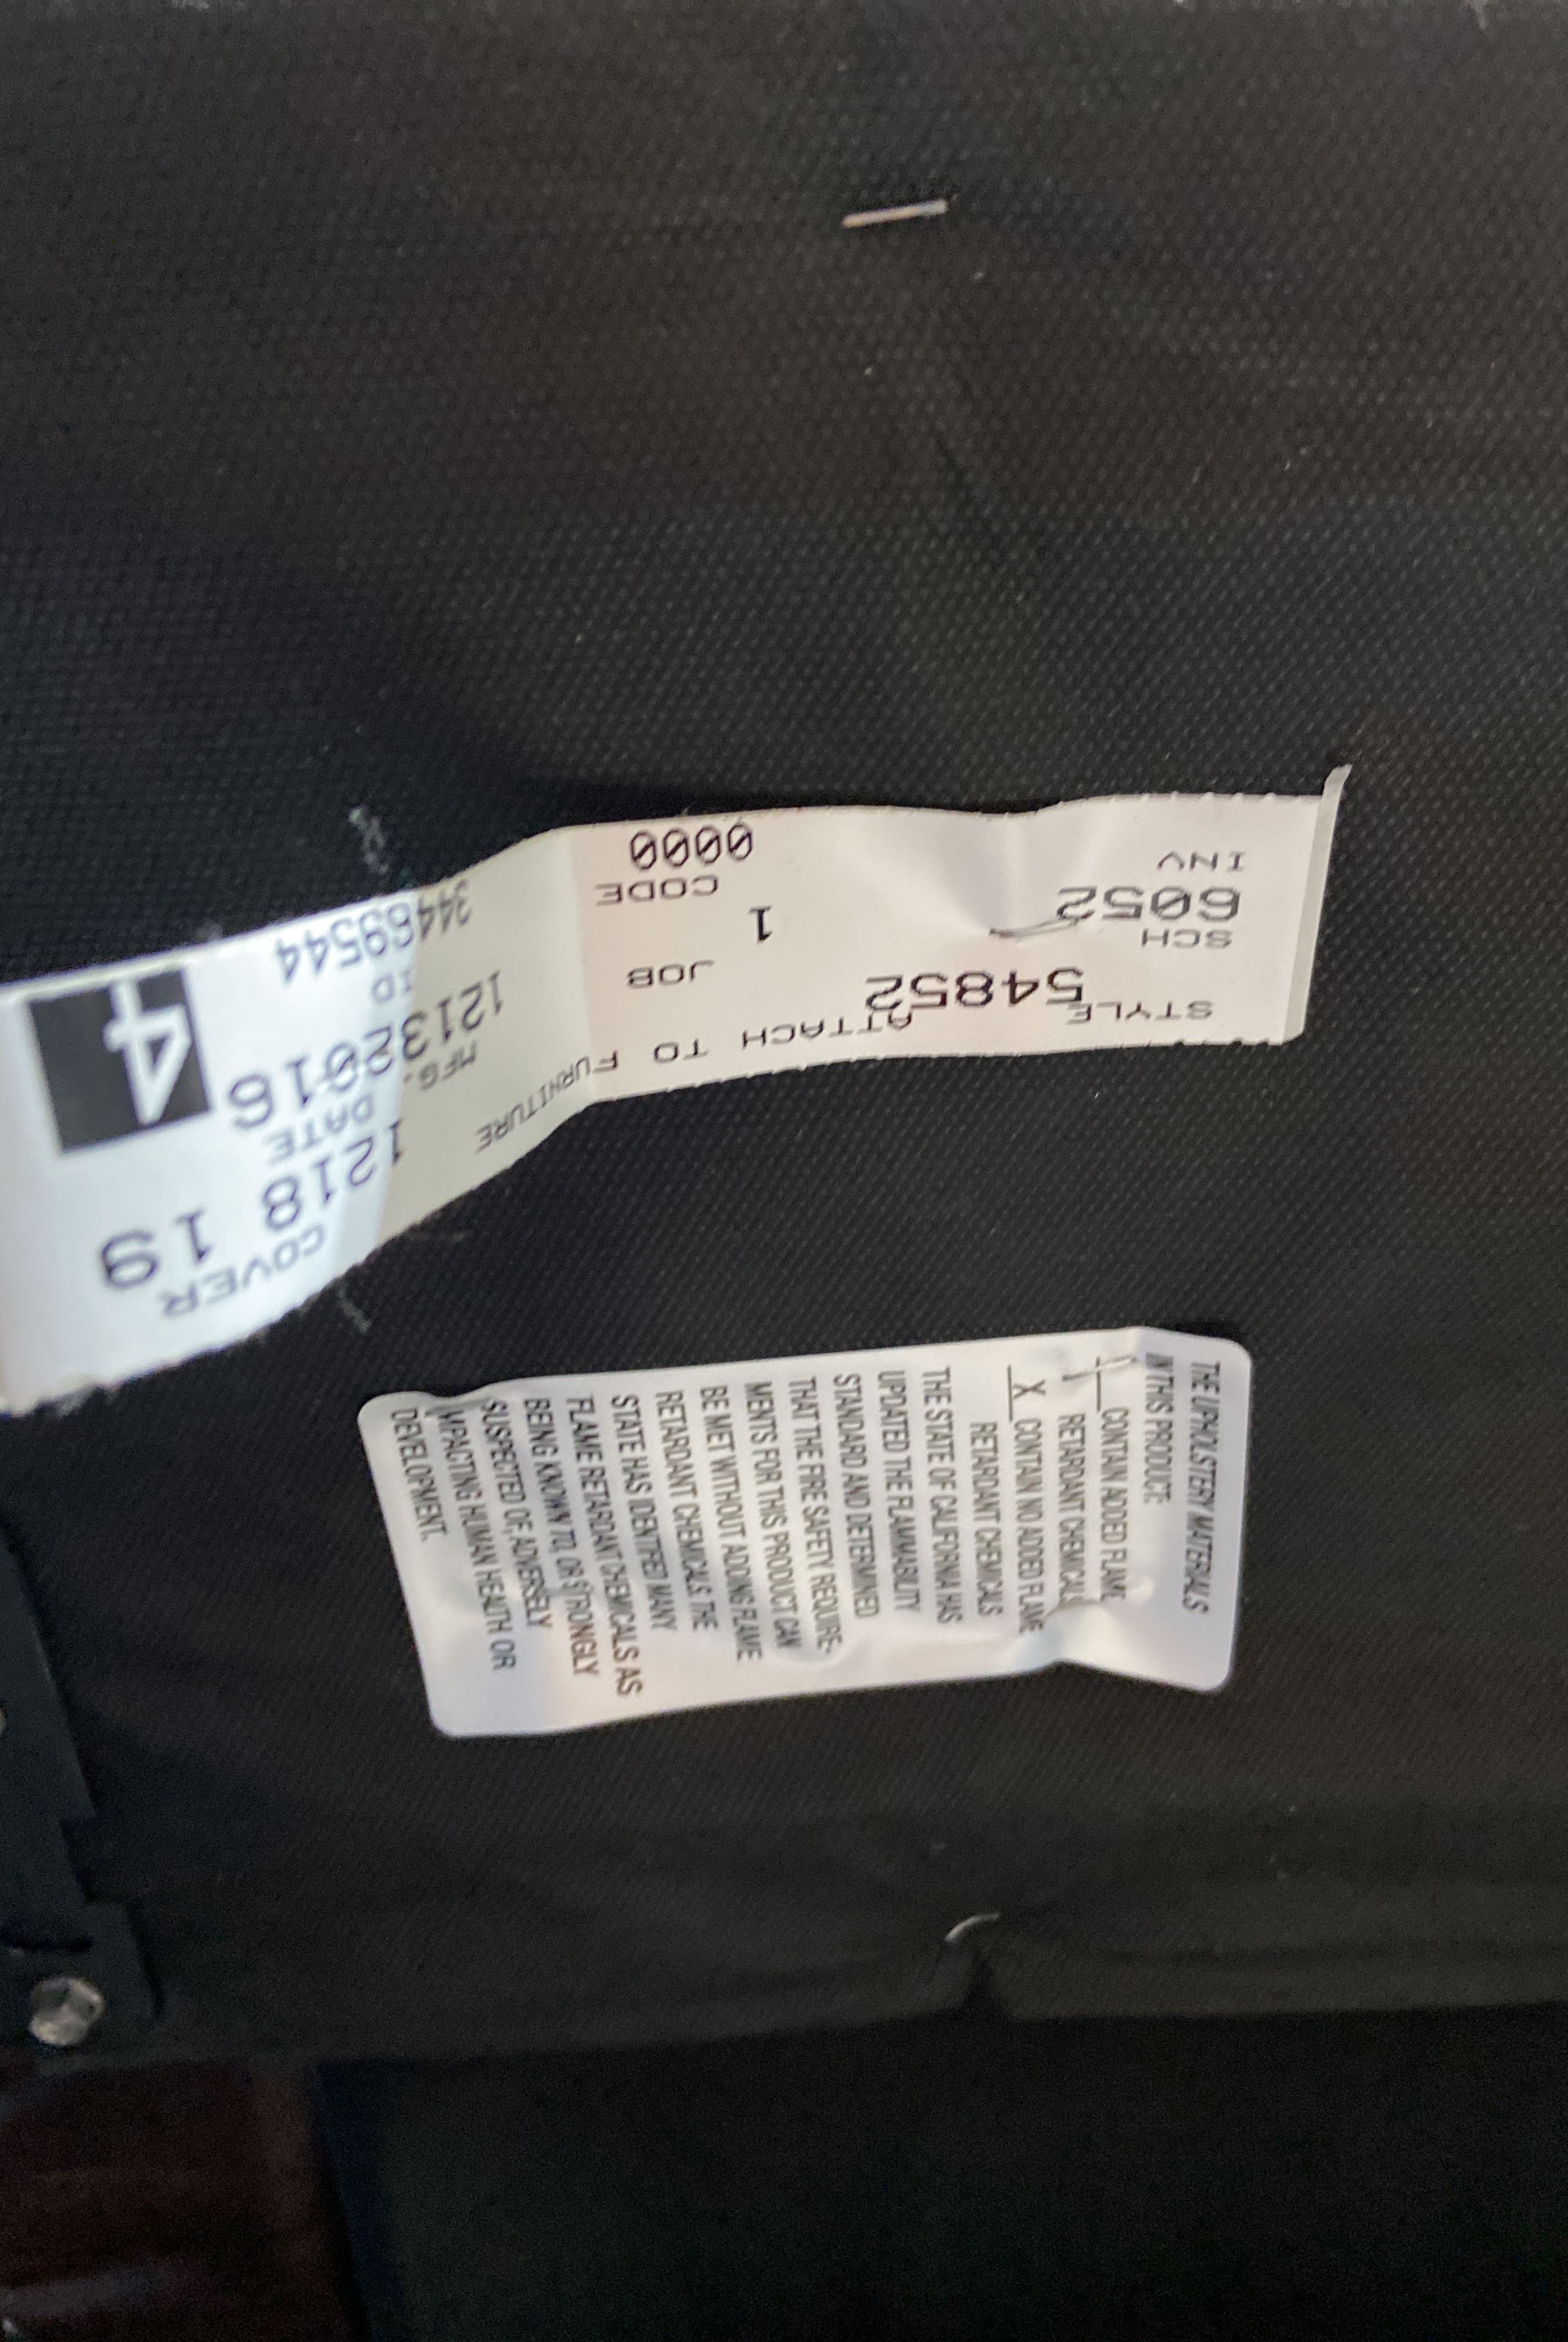 ATTACH TO FURNITURE
STYLE
54852
COVER
1218 19
SCH
6052
JOB
1
MFG. DATE
12132016
INV
CODE
0000
ID
34469544
4
THE UPHOLSTERY MATERIALS
IN THIS PRODUCT:
___CONTAIN ADDED FLAME
RETARDANT CHEMICALS
_X_CONTAIN NO ADDED FLAME
RETARDANT CHEMICALS
THE STATE OF CALIFORNIA HAS
UPDATED THE FLAMMABILITY
STANDARD AND DETERMINED
THAT THE FIRE SAFETY REQUIRE-
MENTS FOR THIS PRODUCT CAN
BE MET WITHOUT ADDING FLAME
RETARDANT CHEMICALS. THE
STATE HAS IDENTIFIED MANY
FLAME RETARDANT CHEMICALS AS
BEING KNOWN TO, OR STRONGLY
SUSPECTED OF, ADVERSELY
IMPACTING HUMAN HEALTH OR
DEVELOPMENT.